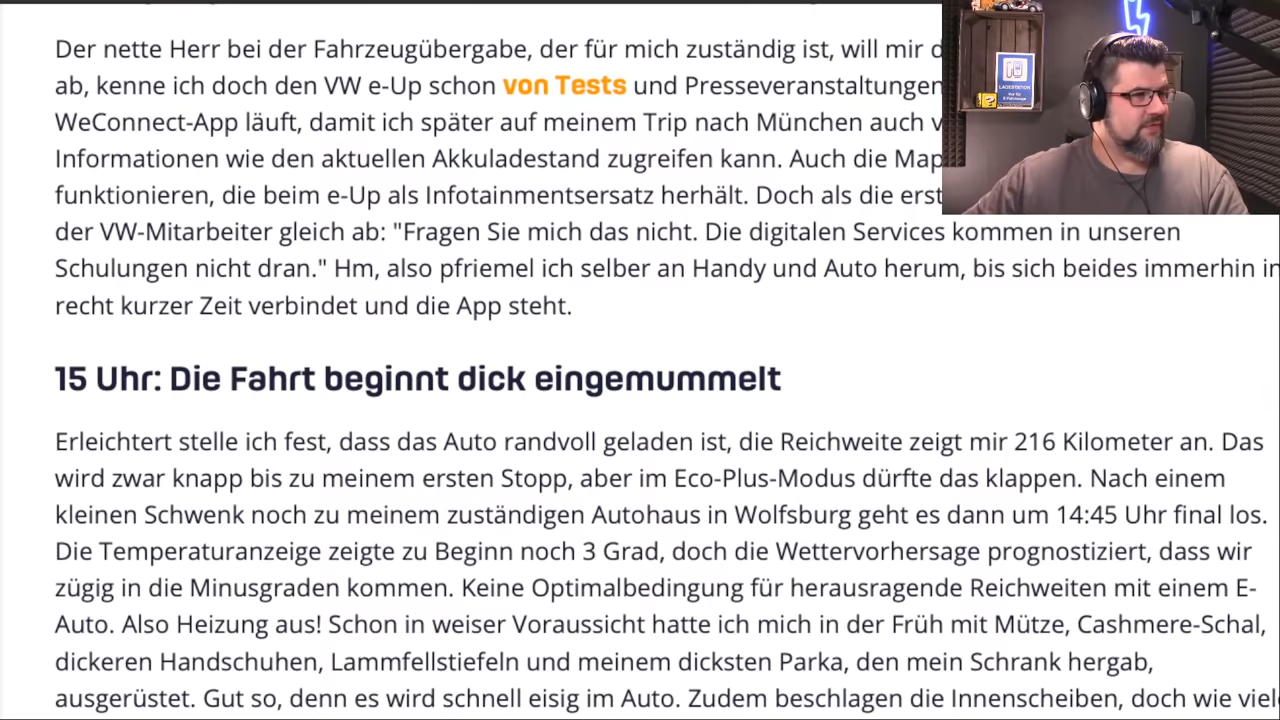 Der nette Herr bei der Fahrzeugübergabe, der für mich zuständig ist, will mir
ab, kenne ich doch den VW e-Up schon von Tests und Presseveranstaltungen
WeConnect-App läuft, damit ich später auf meinem Trip nach München auch
Informationen wie den aktuellen Akkuladestand zugreifen kann. Auch die
funktionieren, die beim e-Up als Infotainmentsersatz herhält. Doch als die
der VW-Mitarbeiter gleich ab: "Fragen Sie mich das nicht. Die digitalen Services kommen in unseren
Schulungen nicht dran." Hm, also pfriemel ich selber an Handy und Auto herum, bis sich beides immerhin in
recht kurzer Zeit verbindet und die App steht.
15 Uhr: Die Fahrt beginnt dick eingemummelt
Erleichtert stelle ich fest, dass das Auto randvoll geladen ist, die Reichweite zeigt mir 216 Kilometer an. Das
wird zwar knapp bis zu meinem ersten Stopp, aber im Eco-Plus-Modus dürfte das klappen. Nach einem
kleinen Schwenk noch zu meinem zuständigen Autohaus in Wolfsburg geht es dann um 14:45 Uhr final los.
Die Temperaturanzeige zeigte zu Beginn noch 3 Grad, doch die Wettervorhersage prognostiziert, dass wir
zügig in die Minusgraden kommen. Keine Optimalbedingung für herausragende Reichweiten mit einem E-
Auto. Also Heizung aus! Schon in weiser Voraussicht hatte ich mich in der Früh mit Mütze, Cashmere-Schal,
dickeren Handschuhen, Lammfellstiefeln und meinem dicksten Parka, den mein Schrank hergab,
ausgerüstet. Gut so, denn es wird schnell eisig im Auto. Zudem beschlagen die Innenscheiben, doch wie
LADESTATION